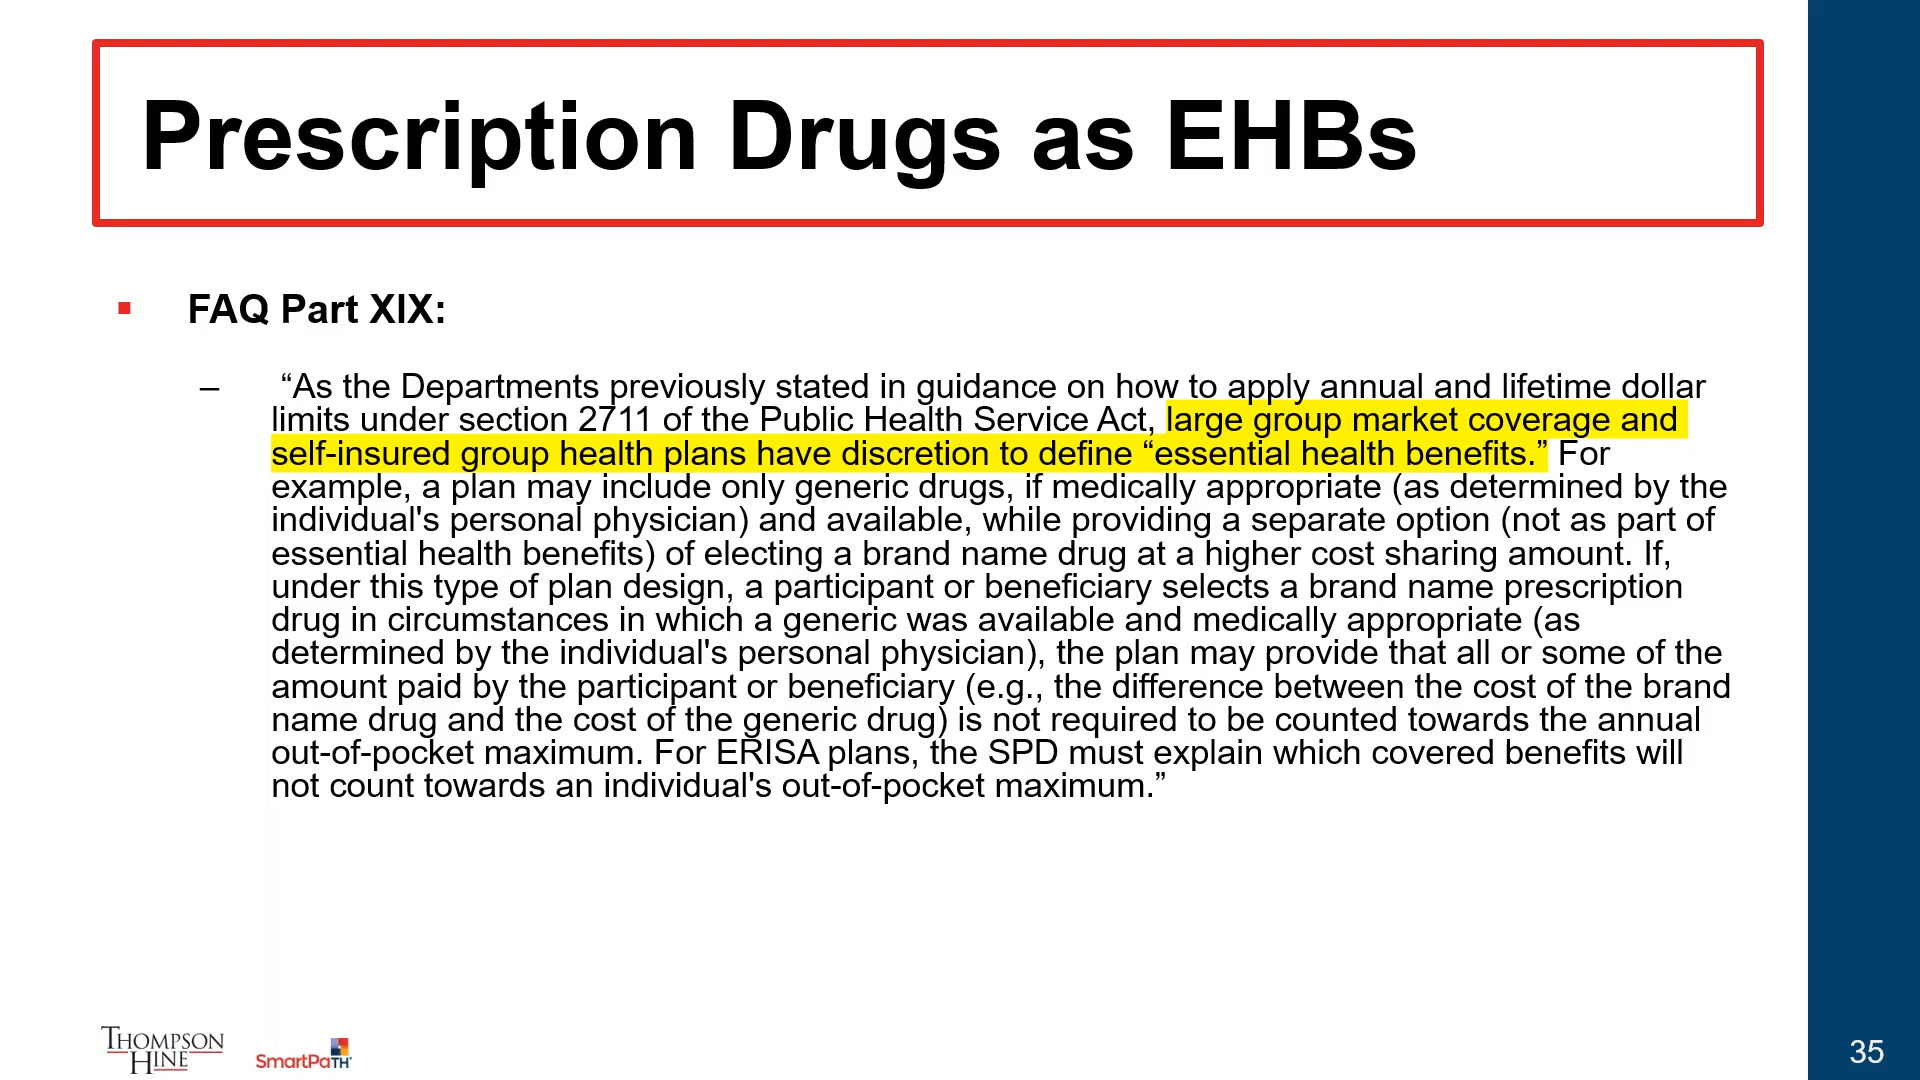 Prescription Drugs as EHBs
▪ FAQ Part XIX:
– “As the Departments previously stated in guidance on how to apply annual and lifetime dollar
limits under section 2711 of the Public Health Service Act, large group market coverage and
self-insured group health plans have discretion to define “essential health benefits.” For
example, a plan may include only generic drugs, if medically appropriate (as determined by the
individual's personal physician) and available, while providing a separate option (not as part of
essential health benefits) of electing a brand name drug at a higher cost sharing amount. If,
under this type of plan design, a participant or beneficiary selects a brand name prescription
drug in circumstances in which a generic was available and medically appropriate (as
determined by the individual's personal physician), the plan may provide that all or some of the
amount paid by the participant or beneficiary (e.g., the difference between the cost of the brand
name drug and the cost of the generic drug) is not required to be counted towards the annual
out-of-pocket maximum. For ERISA plans, the SPD must explain which covered benefits will
not count towards an individual's out-of-pocket maximum.”
THOMPSON
HINE
SmartPaTH
35